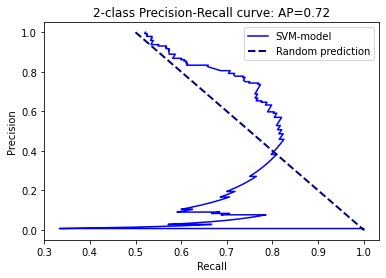 2-class Precision-Recall curve: AP=0.72
SVM-model
Random prediction
Precision
1.0
0.8
0.6
0.4
0.2
0.0
0.3 0.4 0.5 0.6 0.7 0.8 0.9 1.0
Recall